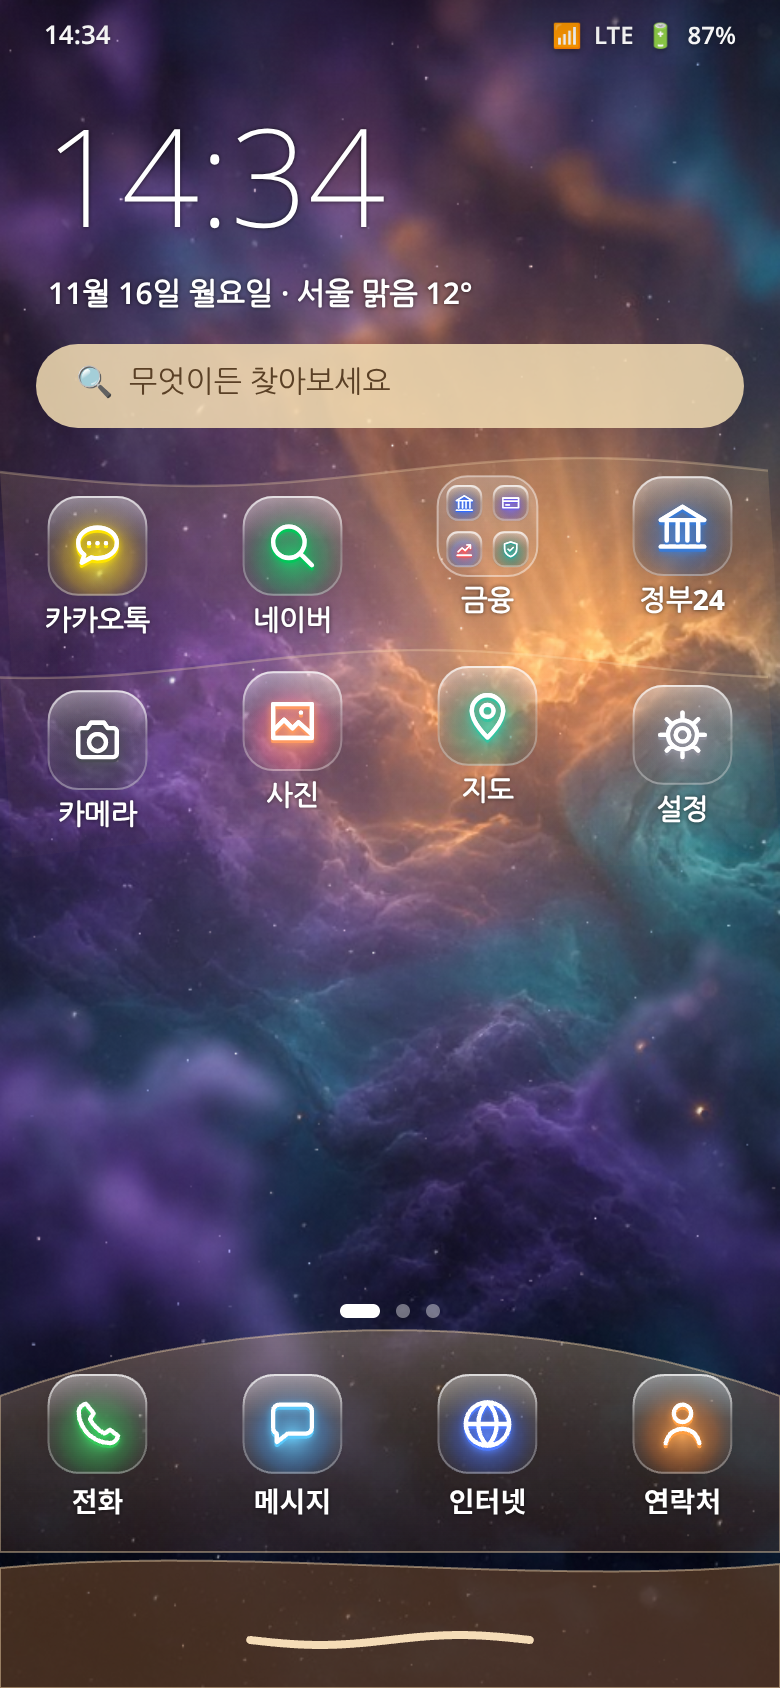 14:34 LTE 87%
14:34
11월 16일 월요일 · 서울 맑음 12°
무엇이든 찾아보세요
카카오톡 네이버 금융 정부24
카메라 사진 지도 설정
전화 메시지 인터넷 연락처